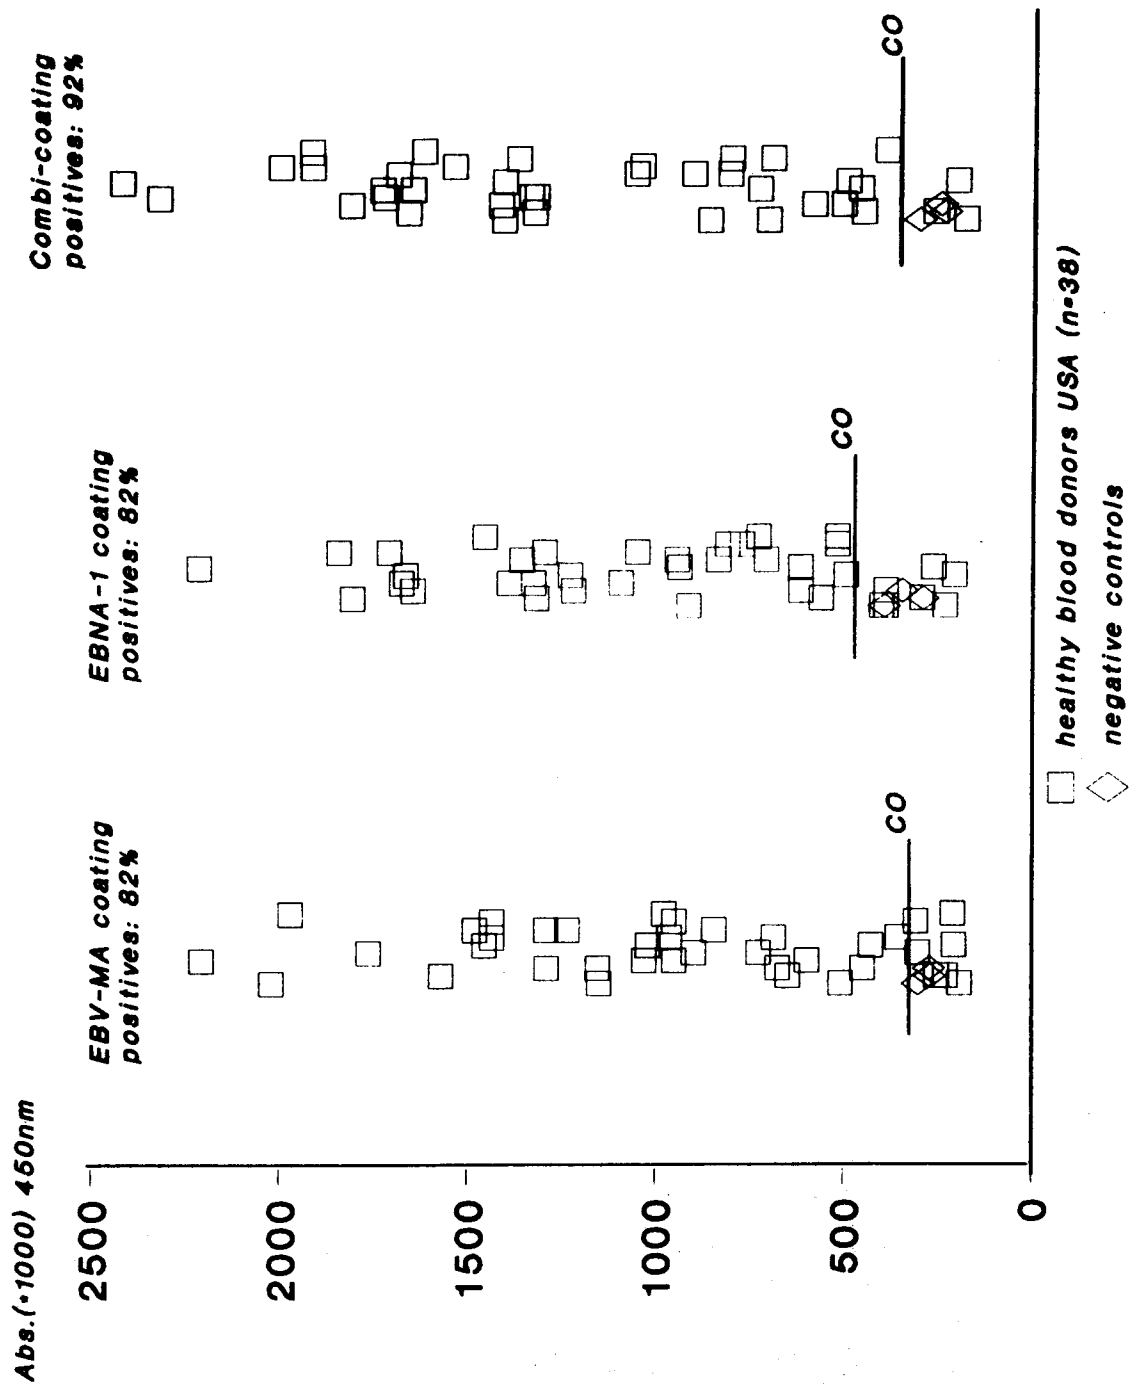 Abs.(*1000) 450nm
2500
2000
1500
1000
500
0
EBV-MA coating
positives: 82%
CO
EBNA-1 coating
positives: 82%
CO
Combi-coating
positives: 92%
CO
healthy blood donors USA (n=38)
negative controls